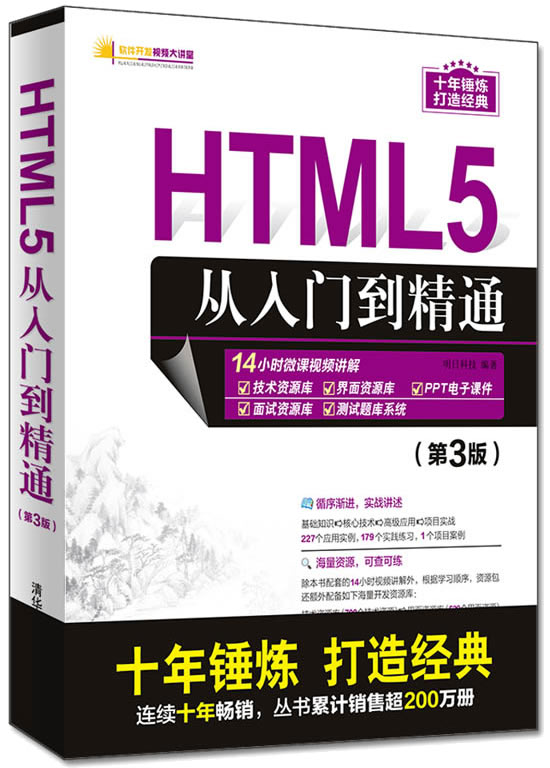 软件开发视频大讲堂
十年锤炼
打造经典
HTML5
从入门到精通
14小时微课视频讲解
明日科技 编著
技术资源库 界面资源库 PPT电子课件
面试资源库 测试题库系统
(第3版)
循序渐进，实战讲述
基础知识 核心技术 高级应用 项目实战
227个应用实例，179个实践练习，1个项目案例
海量资源，可查可练
除本书配套的14小时视频讲解外，根据学习顺序，资源包
还额外配备如下海量开发资源库：
十年锤炼 打造经典
连续十年畅销，丛书累计销售超200万册
HTML5从入门到精通
(第3版)
清华